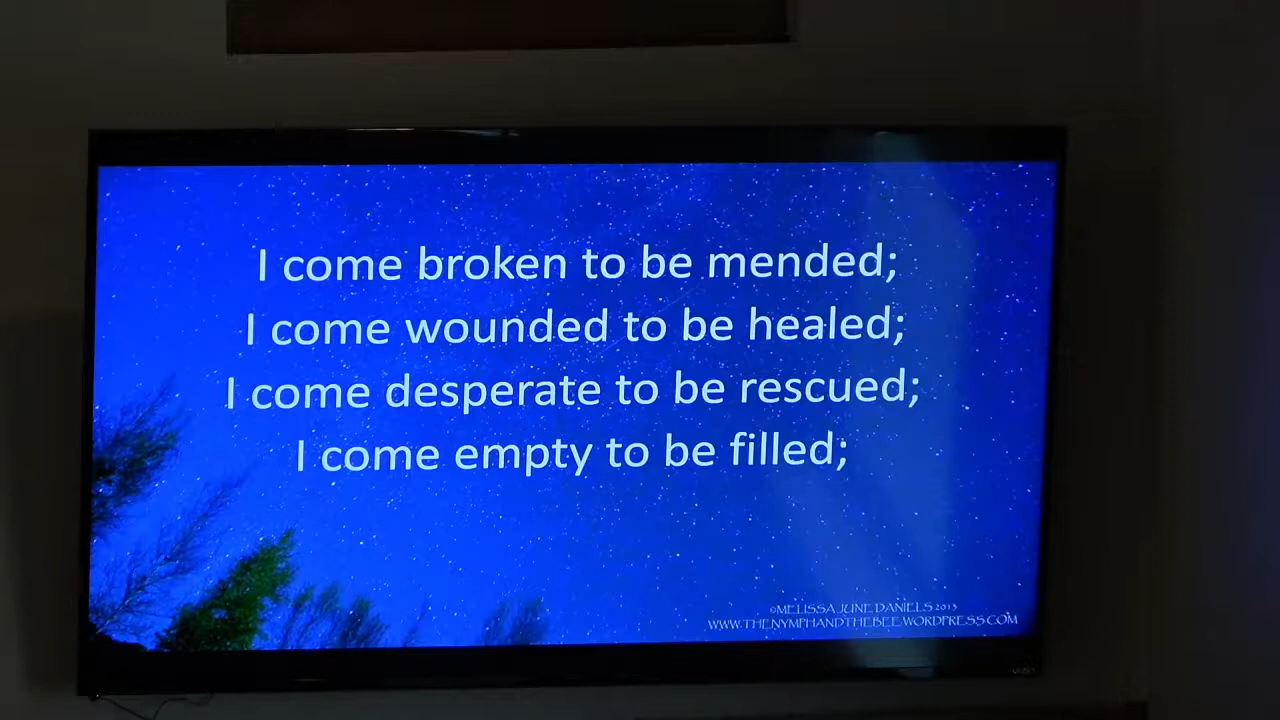 I come broken to be mended;
I come wounded to be healed;
I come desperate to be rescued;
I come empty to be filled;
©MELISSA JUNE DANIELS 2013
WWW.THENYMPHANDTHEBEE.WORDPRESS.COM